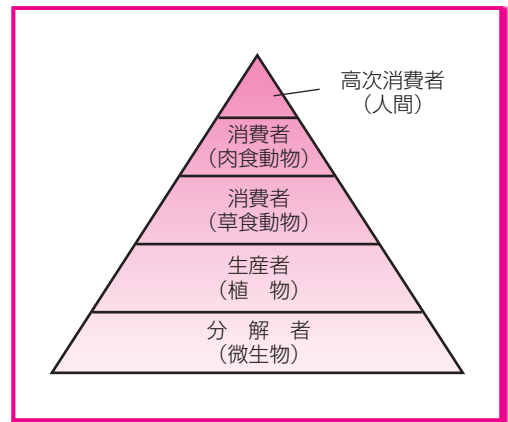 高次消費者
（人間）
消費者
（肉食動物）
消費者
（草食動物）
生産者
（植　物）
分　解　者
（微生物）